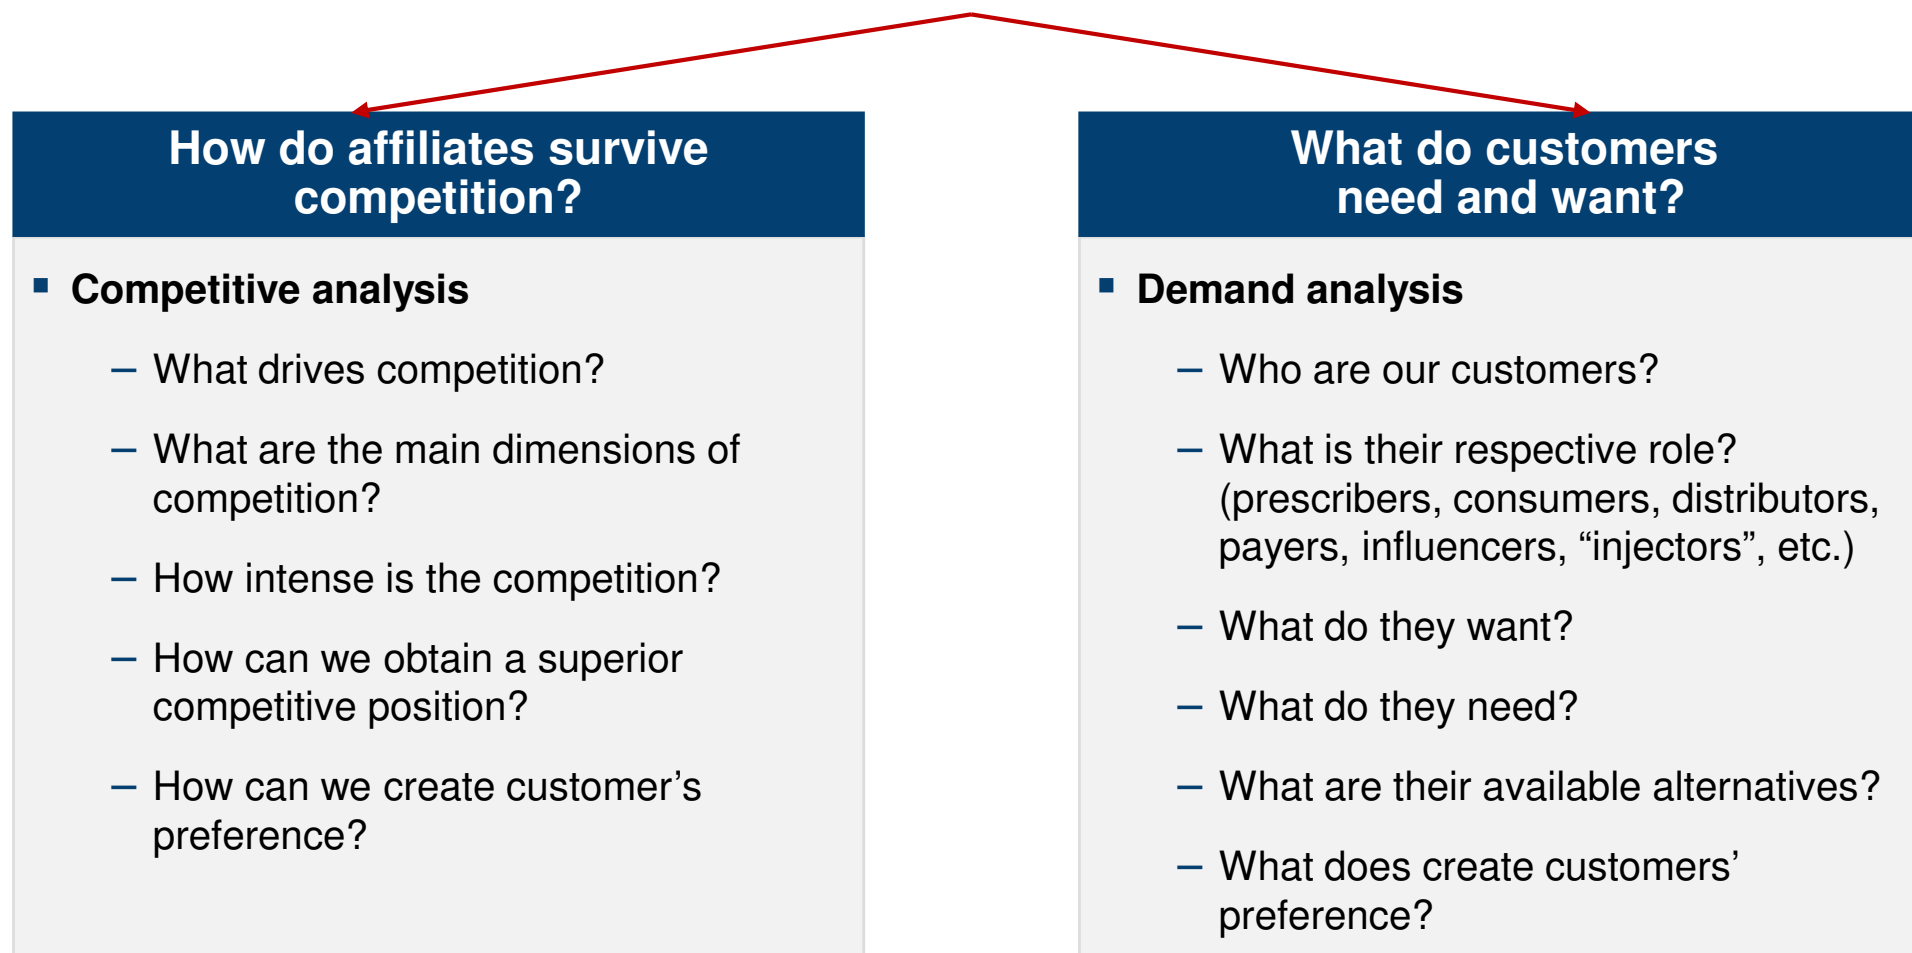 How do affiliates survive
competition?
▪ Competitive analysis
– What drives competition?
– What are the main dimensions of
competition?
– How intense is the competition?
– How can we obtain a superior
competitive position?
– How can we create customer’s
preference?
What do customers
need and want?
▪ Demand analysis
– Who are our customers?
– What is their respective role?
(prescribers, consumers, distributors,
payers, influencers, “injectors”, etc.)
– What do they want?
– What do they need?
– What are their available alternatives?
– What does create customers’
preference?